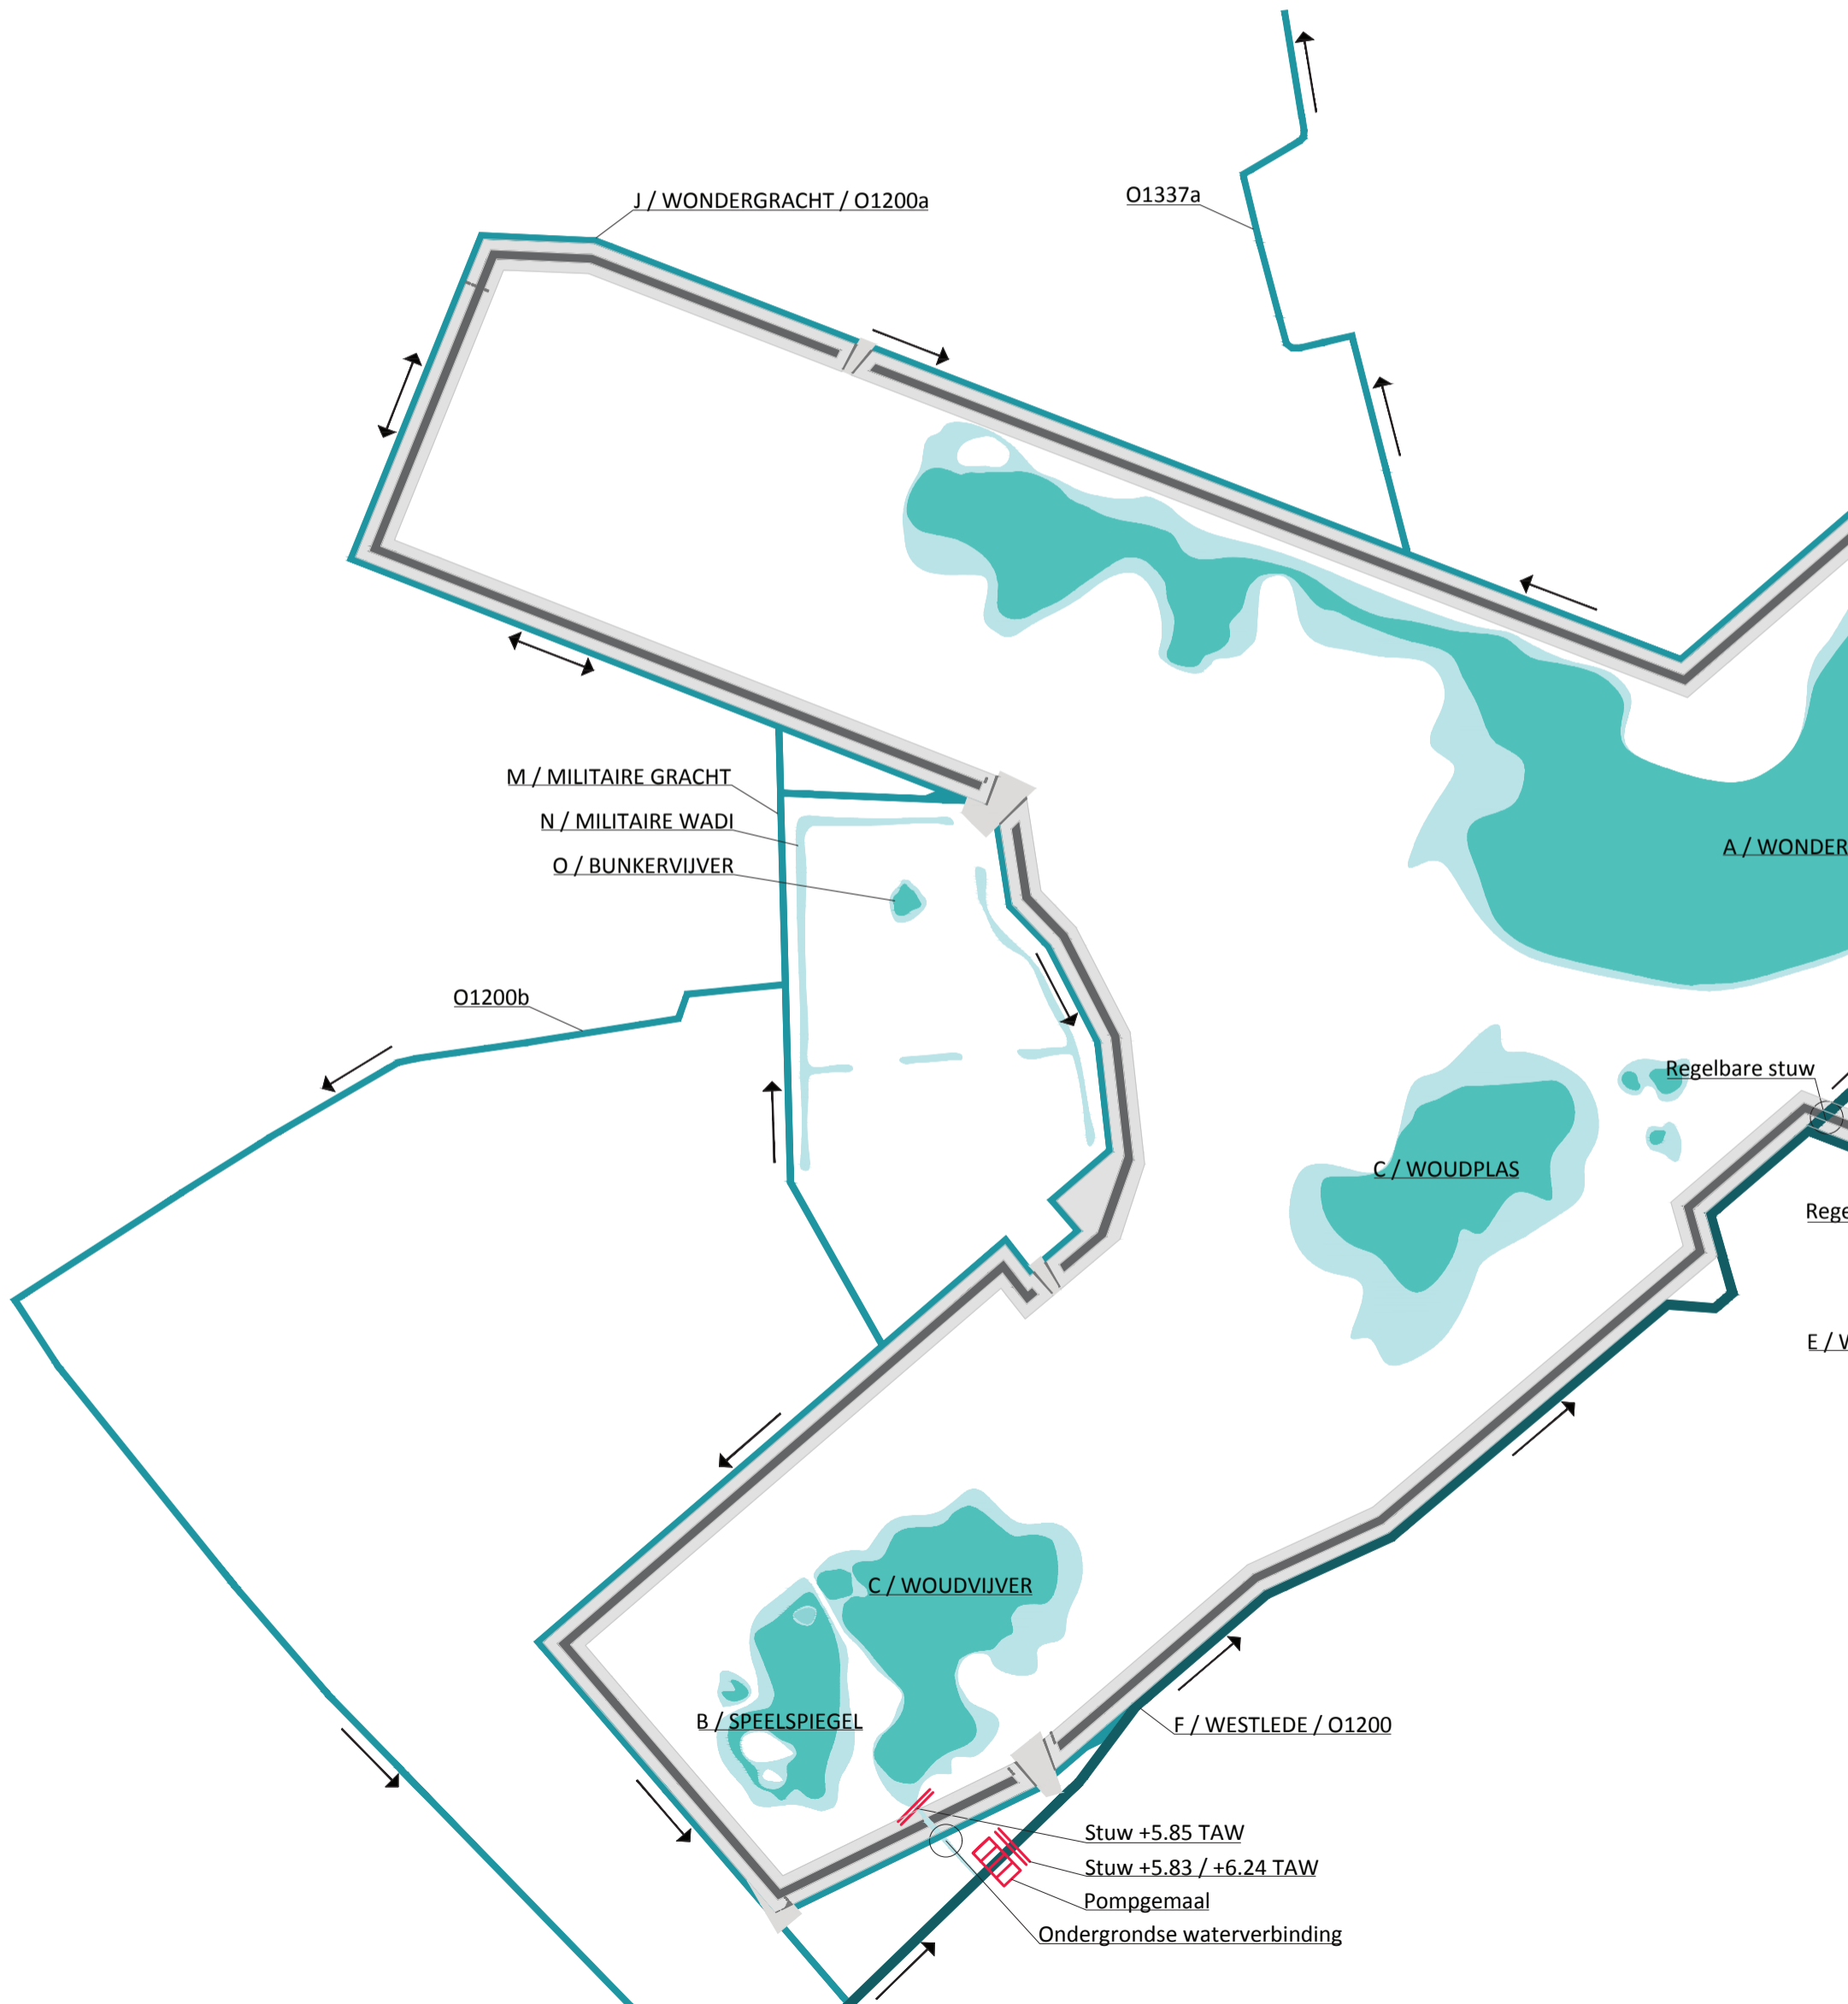 O1337a
J / WONDERGRACHT / O1200a
M / MILITAIRE GRACHT
N / MILITAIRE WADI
A / WONDER
O / BUNKERVIJVER
O1200b
Regelbare stuw
C / WOUDPLAS
Rege
E / V
C / WOUDVIJVER
B / SPEELSPIEGEL
F / WESTLEDE / O1200
Stuw +5.85 TAW
Stuw +5.83 / +6.24 TAW
Pompgemaal
Ondergrondse waterverbinding